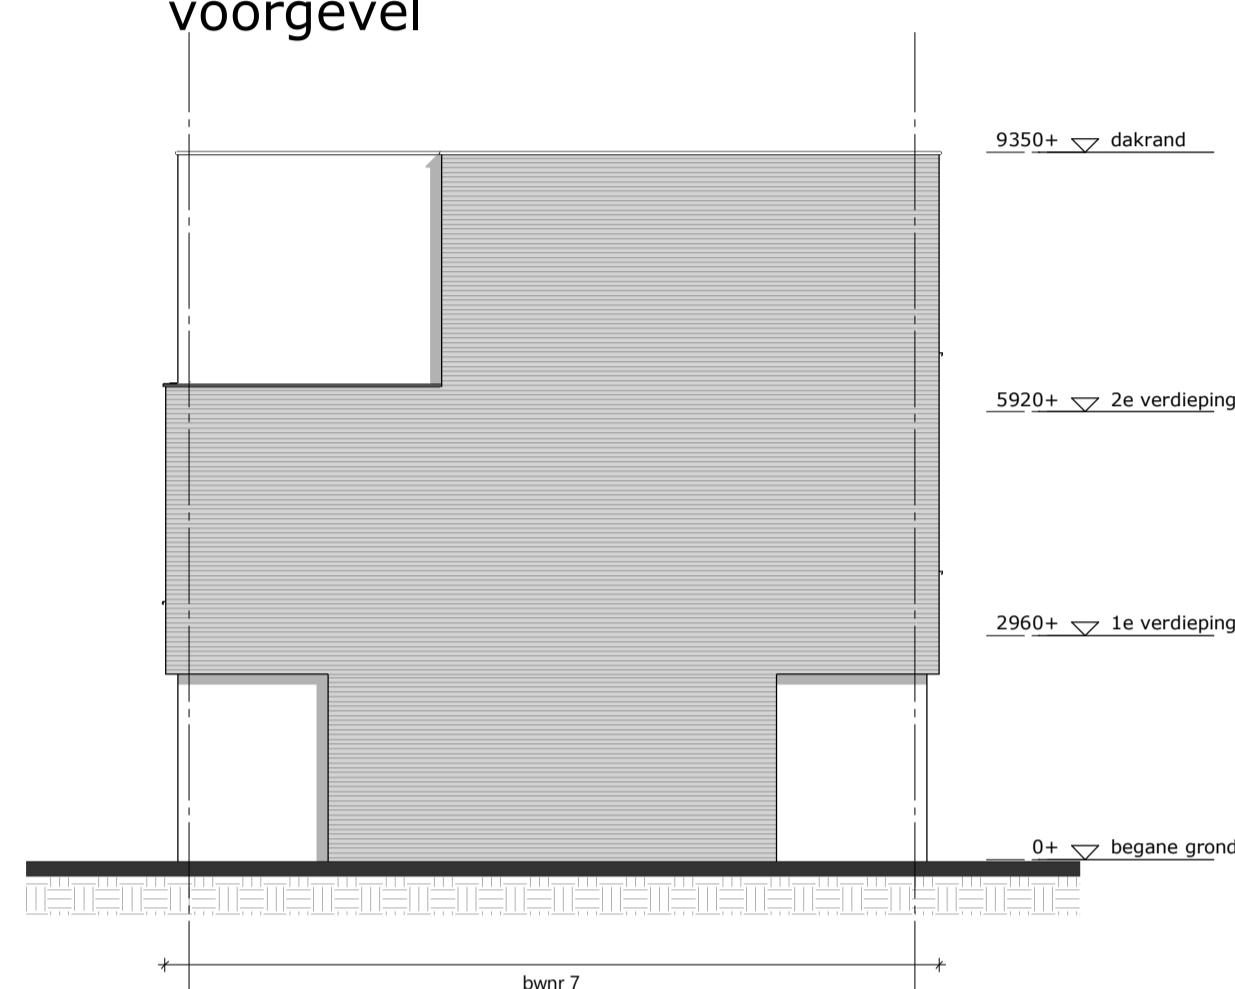 voorgevel
9350+ dakrand
5920+ 2e verdieping
2960+ 1e verdieping
0+ begane grond
bwnr 7